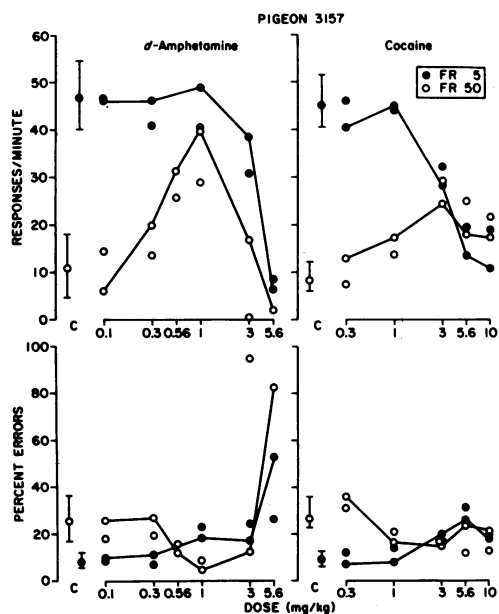 PIGEON 3157
d-Amphetamine
Cocaine
FR 5
FR 50
RESPONSES/MINUTE
60
50
40
30
20
10
0
C
0.1
0.3
0.56
1
3
5.6
C
0.3
1
3
5.6
10
PERCENT ERRORS
100
80
60
40
20
0
C
0.1
0.3
0.56
1
3
5.6
C
0.3
1
3
5.6
10
DOSE (mg/kg)